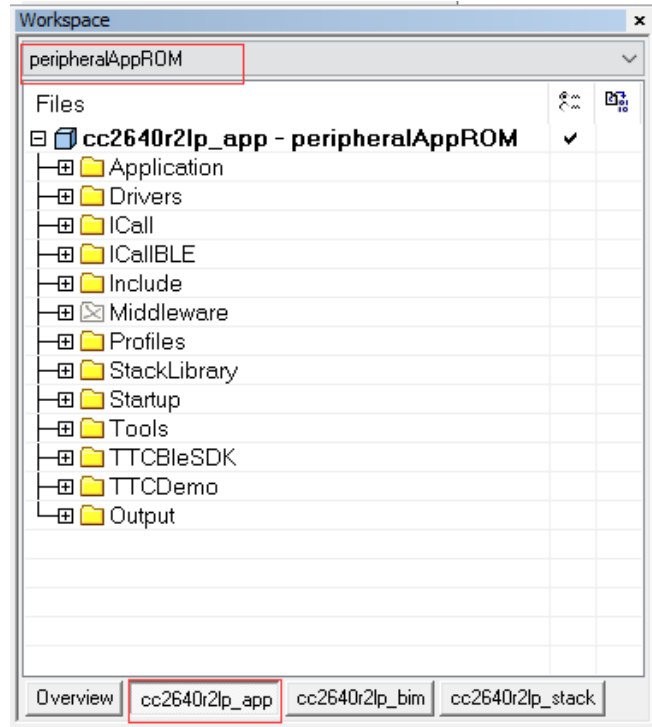 Workspace
peripheralAppROM
Files
cc2640r2lp_app - peripheralAppROM
Application
Drivers
ICall
ICallBLE
Include
Middleware
Profiles
StackLibrary
Startup
Tools
TTCBleSDK
TTCDemo
Output
Overview cc2640r2lp_app cc2640r2lp_bim cc2640r2lp_stack